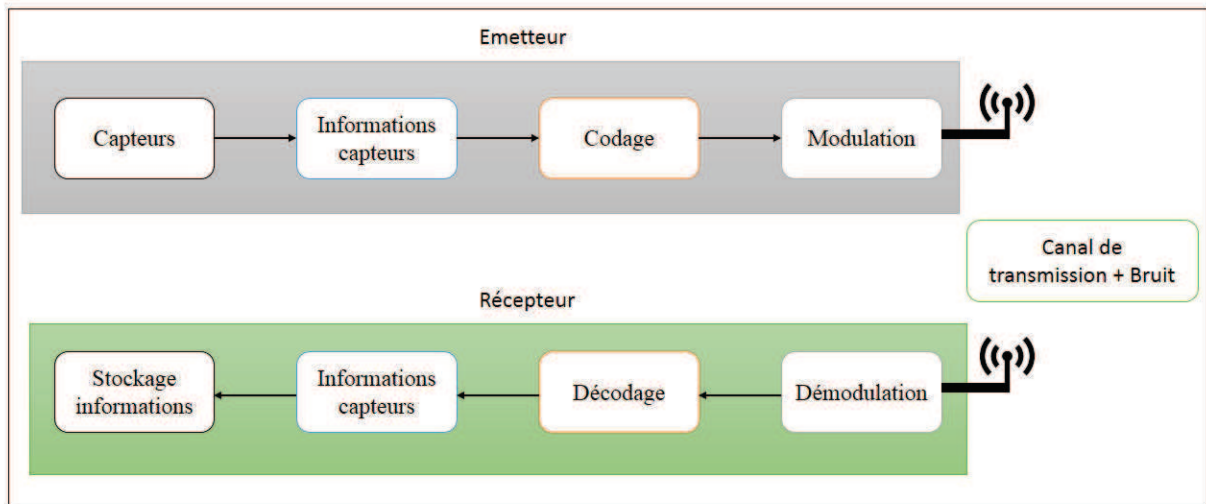 Emetteur
Capteurs
Informations
capteurs
Codage
Modulation
Canal de
transmission + Bruit
Récepteur
Stockage
informations
Informations
capteurs
Décodage
Démodulation